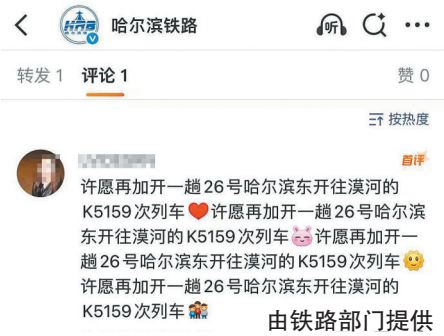 HRB
哈尔滨铁路
听
转发 1 评论 1 赞 0
按热度
首评
许愿再加开一趟26号哈尔滨东开往漠河的
K5159次列车❤️许愿再加开一趟26号哈尔滨
东开往漠河的K5159次列车🐰许愿再加开一
趟26号哈尔滨东开往漠河的K5159次列车🌞
许愿再加开一趟26号哈尔滨东开往漠河的
K5159次列车👨‍👩‍👦
由铁路部门提供